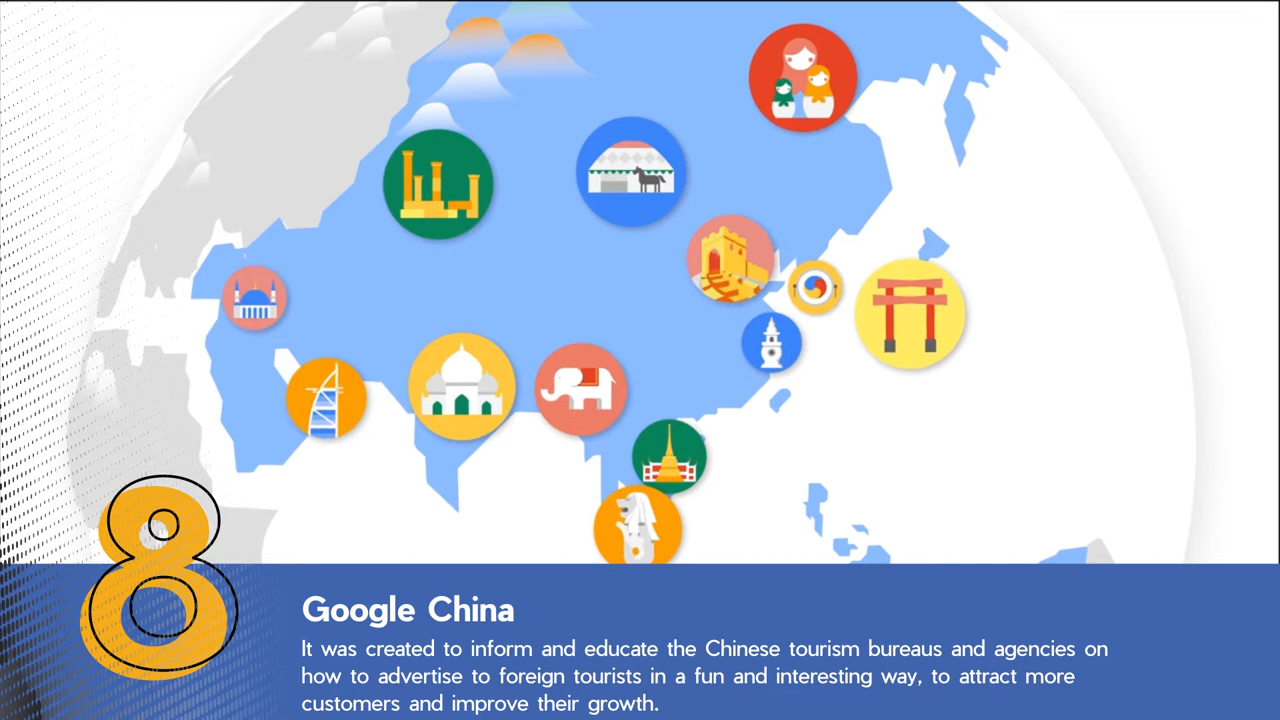 8
Google China
It was created to inform and educate the Chinese tourism bureaus and agencies on
how to advertise to foreign tourists in a fun and interesting way, to attract more
customers and improve their growth.